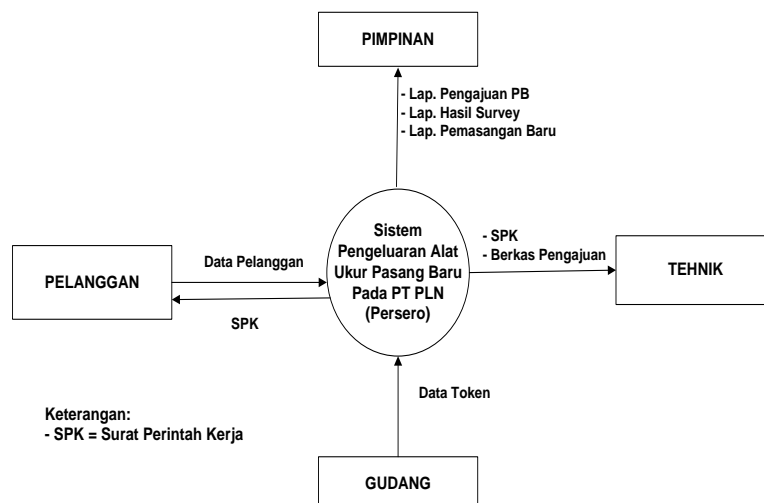 PIMPINAN
- Lap. Pengajuan PB
- Lap. Hasil Survey
- Lap. Pemasangan Baru
Sistem
Pengeluaran Alat
Ukur Pasang Baru
Pada PT PLN
(Persero)
PELANGGAN
Data Pelanggan
SPK
- SPK
- Berkas Pengajuan
TEHNIK
Data Token
Keterangan:
- SPK = Surat Perintah Kerja
GUDANG